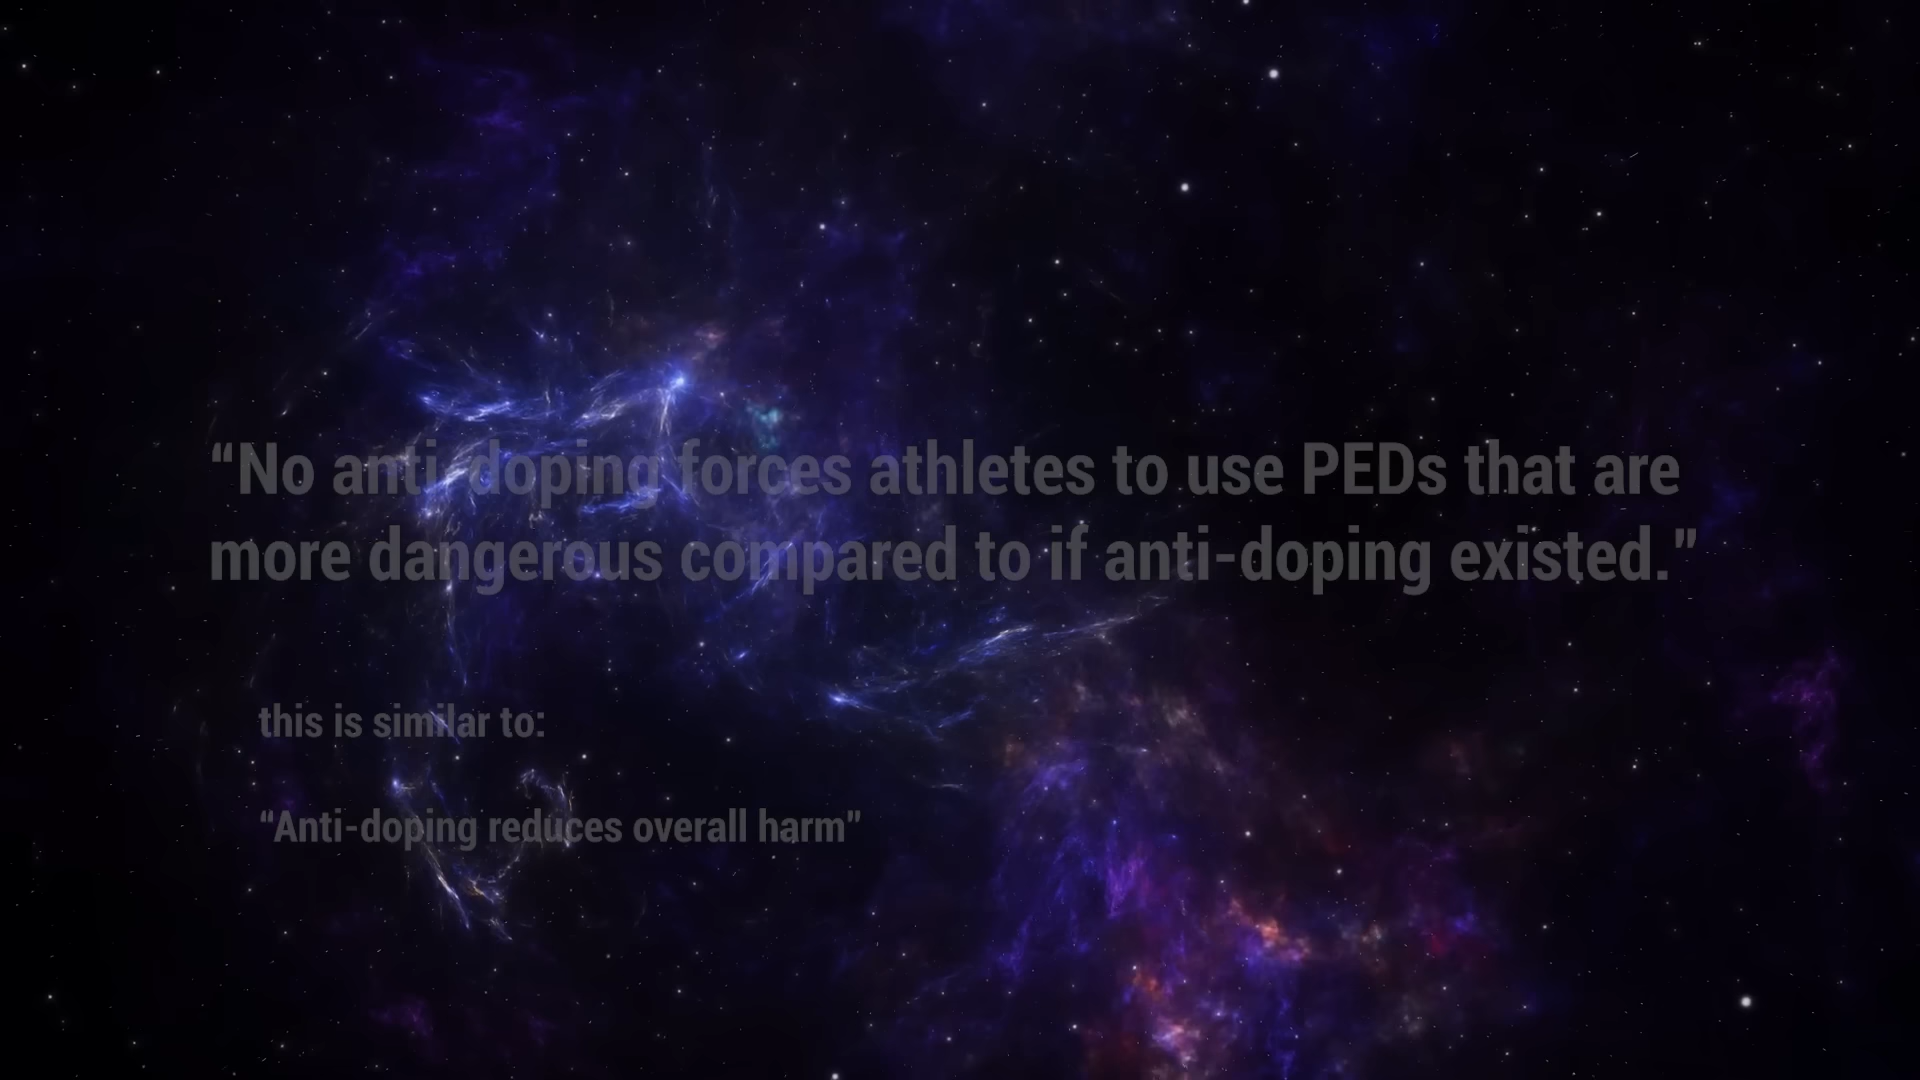 “No anti-doping forces athletes to use PEDs that are
more dangerous compared to if anti-doping existed.”
this is similar to:
“Anti-doping reduces overall harm”